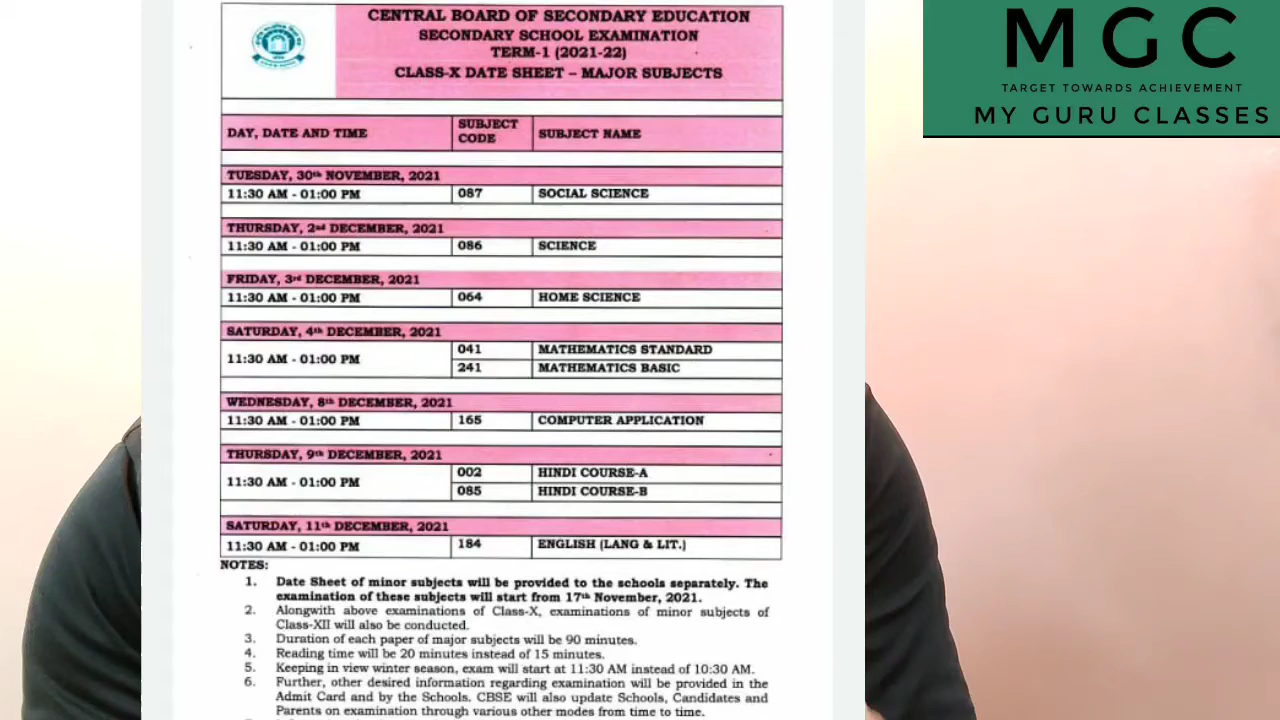 CENTRAL BOARD OF SECONDARY EDUCATION
SECONDARY SCHOOL EXAMINATION
TERM-1 (2021-22)
CLASS-X DATE SHEET – MAJOR SUBJECTS
M G C
TARGET TOWARDS ACHIEVEMENT
MY GURU CLASSES
DAY, DATE AND TIME SUBJECT CODE SUBJECT NAME
TUESDAY, 30th NOVEMBER, 2021
11:30 AM - 01:00 PM 087 SOCIAL SCIENCE
THURSDAY, 2nd DECEMBER, 2021
11:30 AM - 01:00 PM 086 SCIENCE
FRIDAY, 3rd DECEMBER, 2021
11:30 AM - 01:00 PM 064 HOME SCIENCE
SATURDAY, 4th DECEMBER, 2021
11:30 AM - 01:00 PM 041 MATHEMATICS STANDARD
241 MATHEMATICS BASIC
WEDNESDAY, 8th DECEMBER, 2021
11:30 AM - 01:00 PM 165 COMPUTER APPLICATION
THURSDAY, 9th DECEMBER, 2021
11:30 AM - 01:00 PM 002 HINDI COURSE-A
085 HINDI COURSE-B
SATURDAY, 11th DECEMBER, 2021
11:30 AM - 01:00 PM 184 ENGLISH (LANG & LIT.)
NOTES:
1. Date Sheet of minor subjects will be provided to the schools separately. The
examination of these subjects will start from 17th November, 2021.
2. Alongwith above examinations of Class-X, examinations of minor subjects of
Class-XII will also be conducted.
3. Duration of each paper of major subjects will be 90 minutes.
4. Reading time will be 20 minutes instead of 15 minutes.
5. Keeping in view winter season, exam will start at 11:30 AM instead of 10:30 AM.
6. Further, other desired information regarding examination will be provided in the
Admit Card and by the Schools. CBSE will also update Schools, Candidates and
Parents on examination through various other modes from time to time.